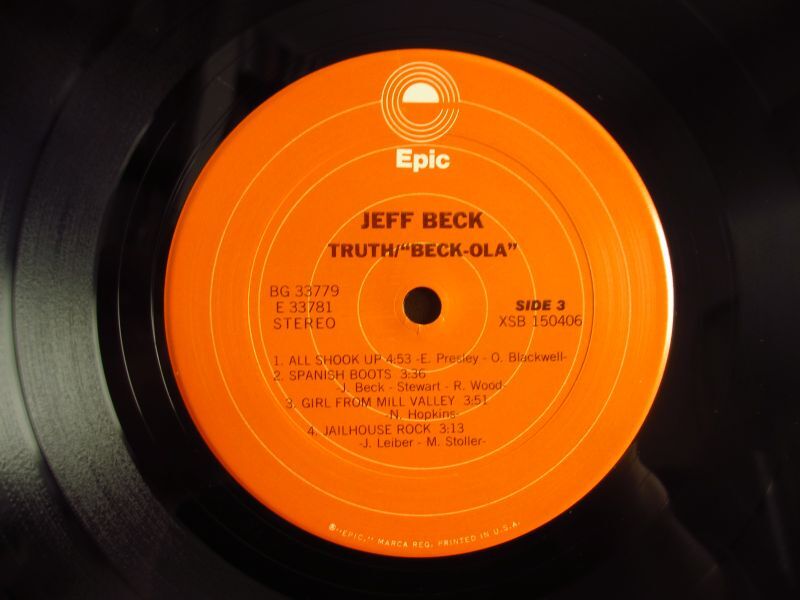 Epic
JEFF BECK
TRUTH/"BECK-OLA"
BG 33779
E 33781
STEREO
SIDE 3
XSB 150406
1. ALL SHOOK UP 4:53 -E. Presley - O. Blackwell-
2. SPANISH BOOTS 3:36
-J. Beck - Stewart - R. Wood-
3. GIRL FROM MILL VALLEY 3:51
-N. Hopkins-
4. JAILHOUSE ROCK 3:13
-J. Leiber - M. Stoller-
®"EPIC," MARCA REG. PRINTED IN U.S.A.